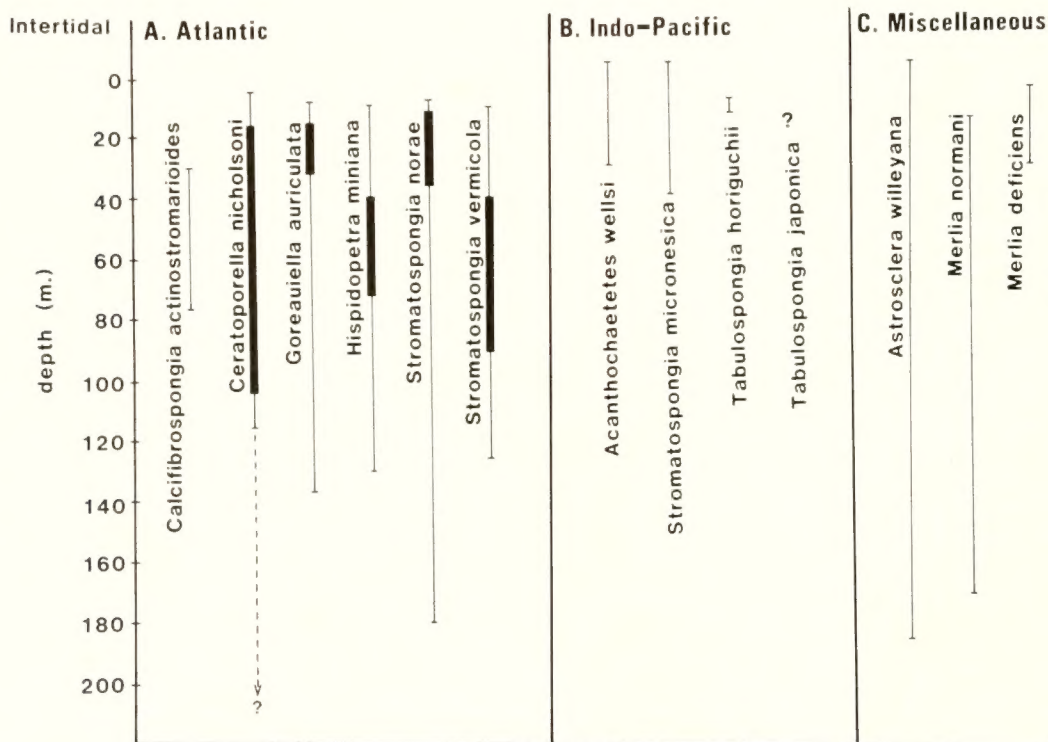 Intertidal
A. Atlantic
B. Indo-Pacific
C. Miscellaneous
depth (m.)
0
20
40
60
80
100
120
140
160
180
200
Calcifibrospongia actinostromarioides
Ceratoporella nicholsoni
Goreauiella auriculata
Hispidopetra miniana
Stromatospongia norae
Stromatospongia vermicola
?
Acanthochaetetes wellsi
Stromatospongia micronesica
Tabulospongia horiguchii
Tabulospongia japonica
?
Astrosclera willeyana
Merlia normani
Merlia deficiens